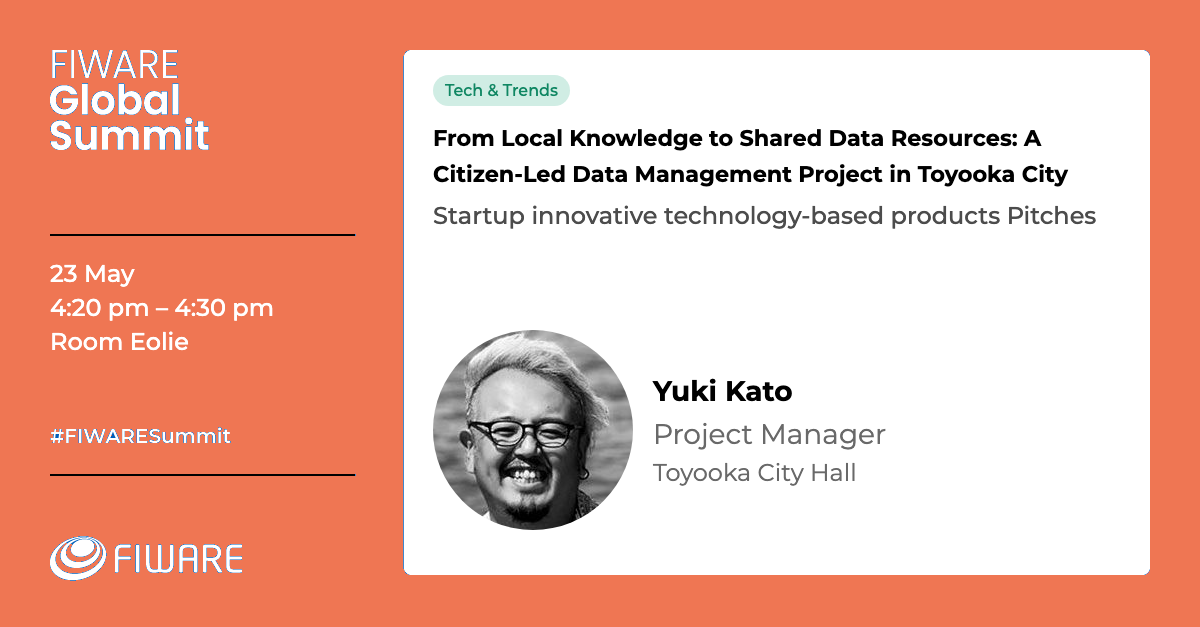 FIWARE
Global
Summit
23 May
4:20 pm – 4:30 pm
Room Eolie
#FIWARESummit
FIWARE
Tech & Trends
From Local Knowledge to Shared Data Resources: A
Citizen-Led Data Management Project in Toyooka City
Startup innovative technology-based products Pitches
Yuki Kato
Project Manager
Toyooka City Hall